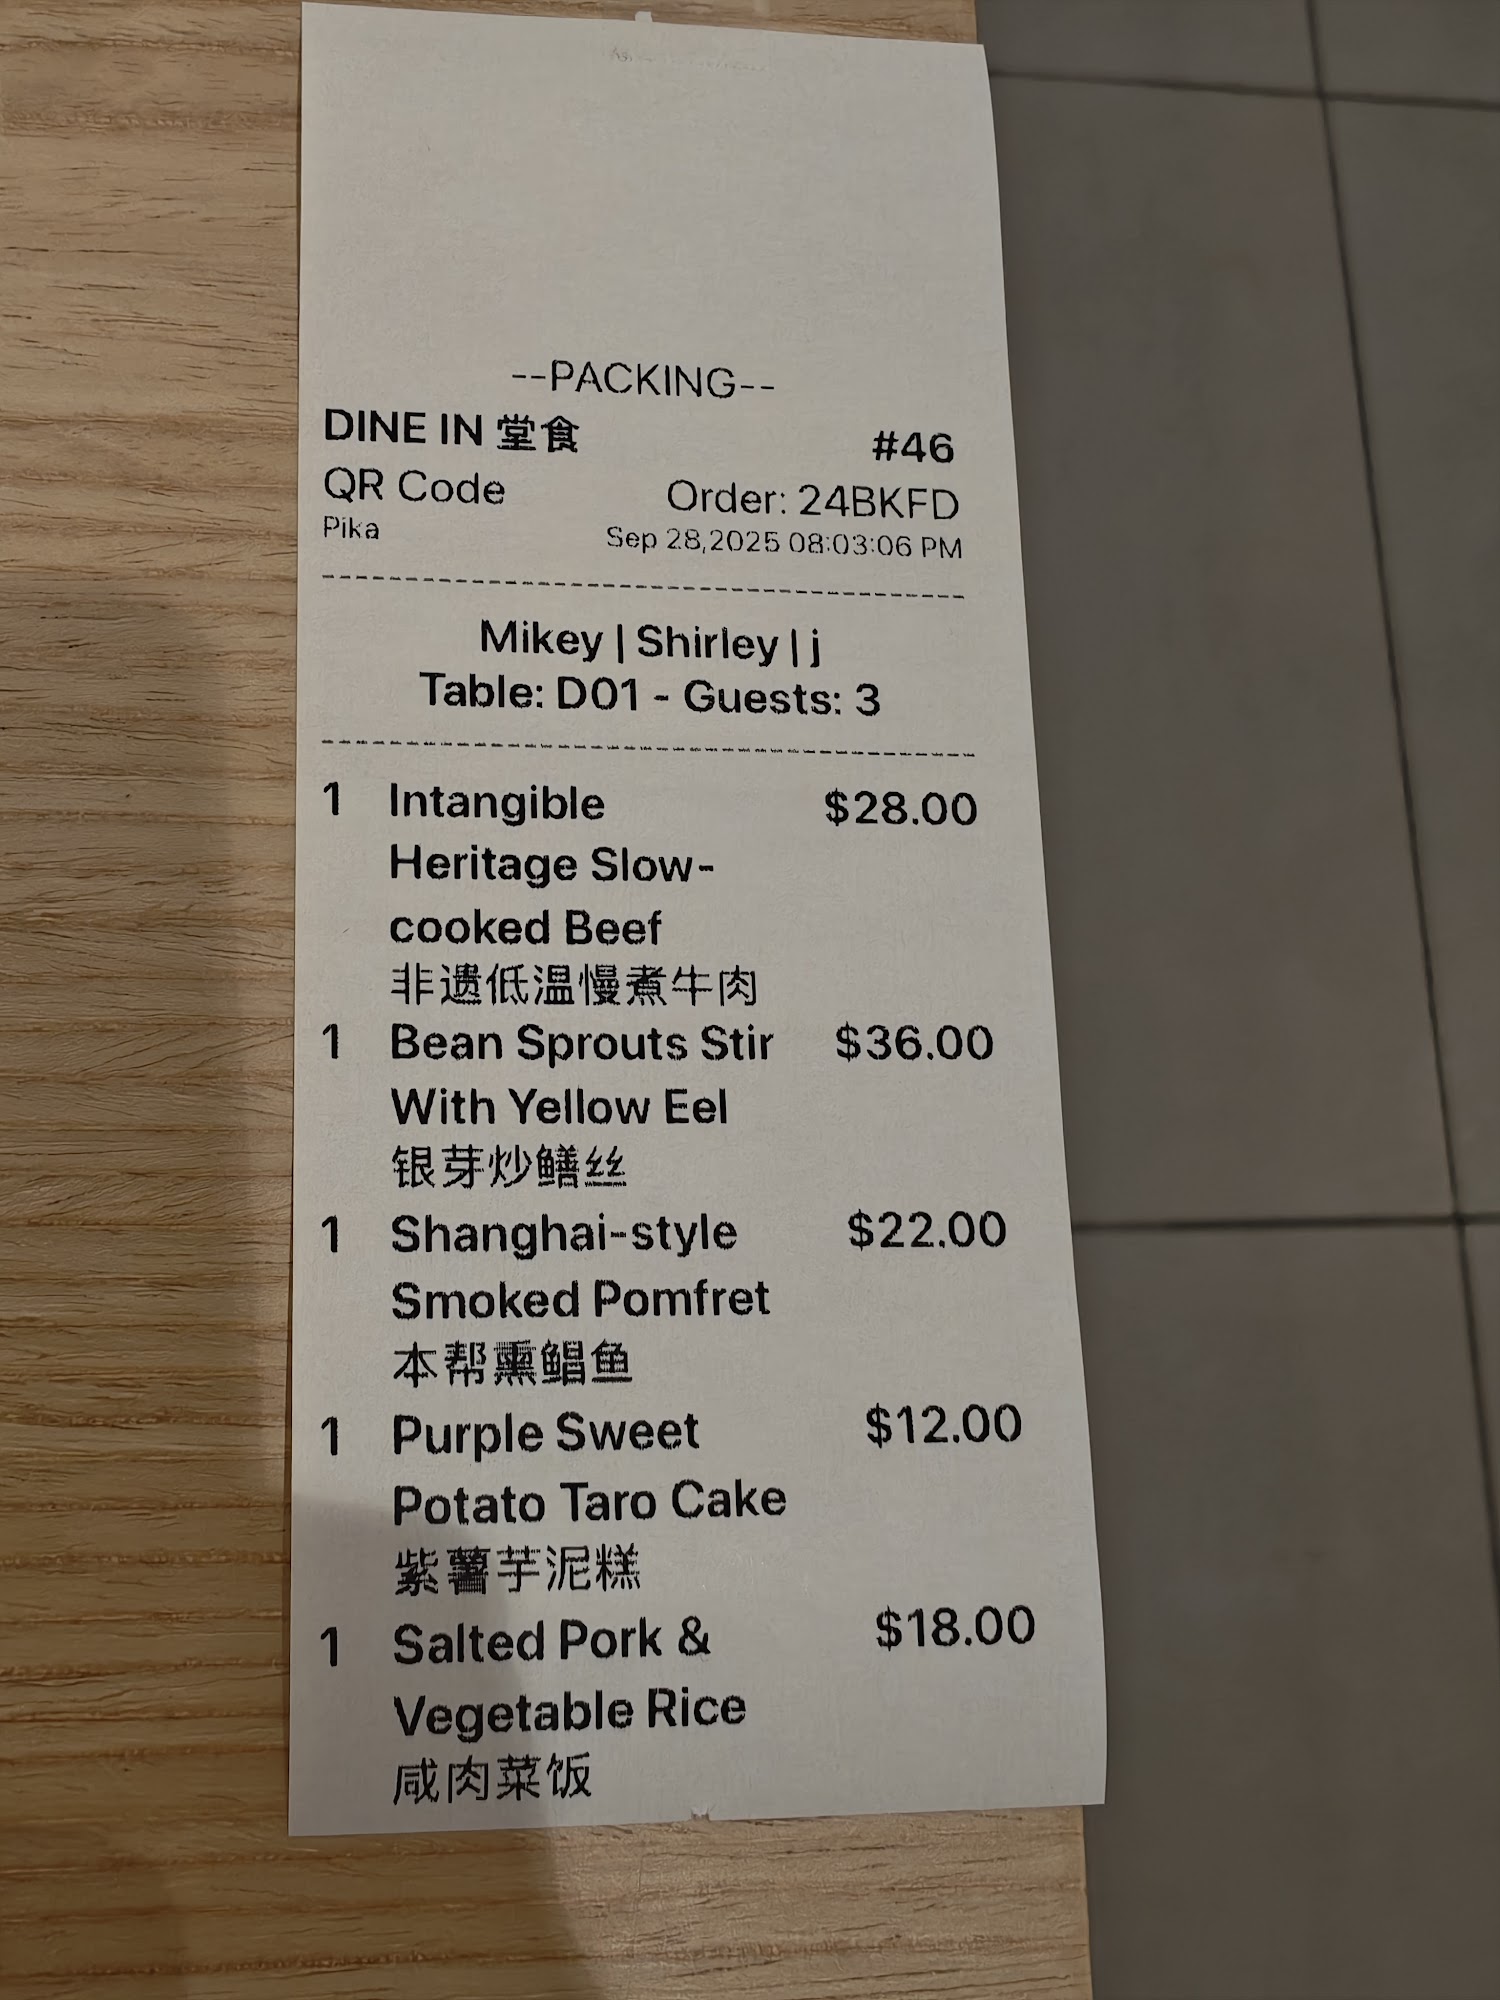 --PACKING--
DINE IN 堂食 #46
QR Code Order: 24BKFD
Pika Sep 28,2025 08:03:06 PM
Mikey | Shirley | j
Table: D01 - Guests: 3
1 Intangible $28.00
Heritage Slow-
cooked Beef
非遗低温慢煮牛肉
1 Bean Sprouts Stir $36.00
With Yellow Eel
银芽炒鳝丝
1 Shanghai-style $22.00
Smoked Pomfret
本帮熏鲳鱼
1 Purple Sweet $12.00
Potato Taro Cake
紫薯芋泥糕
1 Salted Pork & $18.00
Vegetable Rice
咸肉菜饭